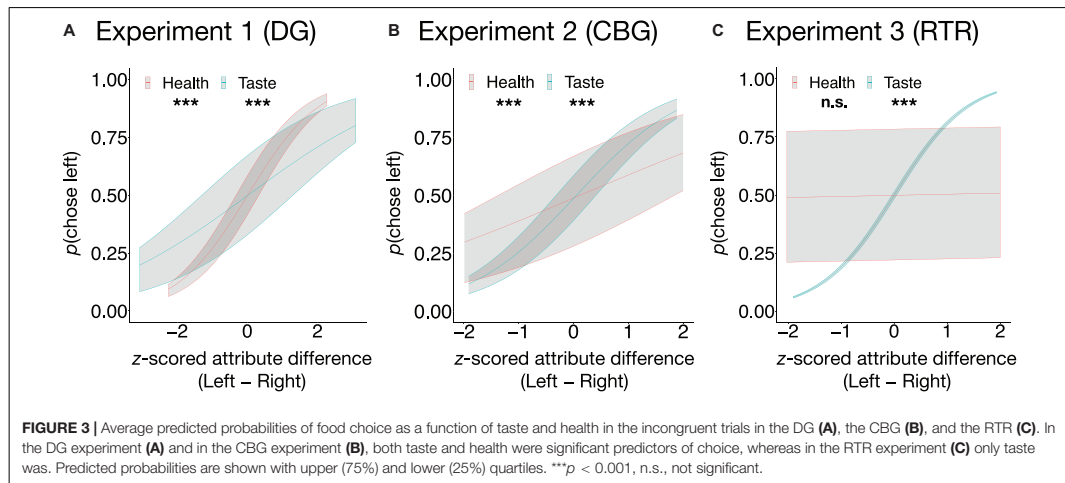 A Experiment 1 (DG)
B Experiment 2 (CBG)
C Experiment 3 (RTR)
Health Taste
*** ***
p(chose left)
1.00
0.75
0.50
0.25
0.00
−2 0 2
z-scored attribute difference
(Left – Right)
Health Taste
*** ***
p(chose left)
1.00
0.75
0.50
0.25
0.00
−2 −1 0 1 2
z-scored attribute difference
(Left – Right)
Health Taste
n.s. ***
p(chose left)
1.00
0.75
0.50
0.25
0.00
−2 −1 0 1 2
z-scored attribute difference
(Left – Right)
FIGURE 3 | Average predicted probabilities of food choice as a function of taste and health in the incongruent trials in the DG (A), the CBG (B), and the RTR (C). In
the DG experiment (A) and in the CBG experiment (B), both taste and health were significant predictors of choice, whereas in the RTR experiment (C) only taste
was. Predicted probabilities are shown with upper (75%) and lower (25%) quartiles. ***p < 0.001, n.s., not significant.